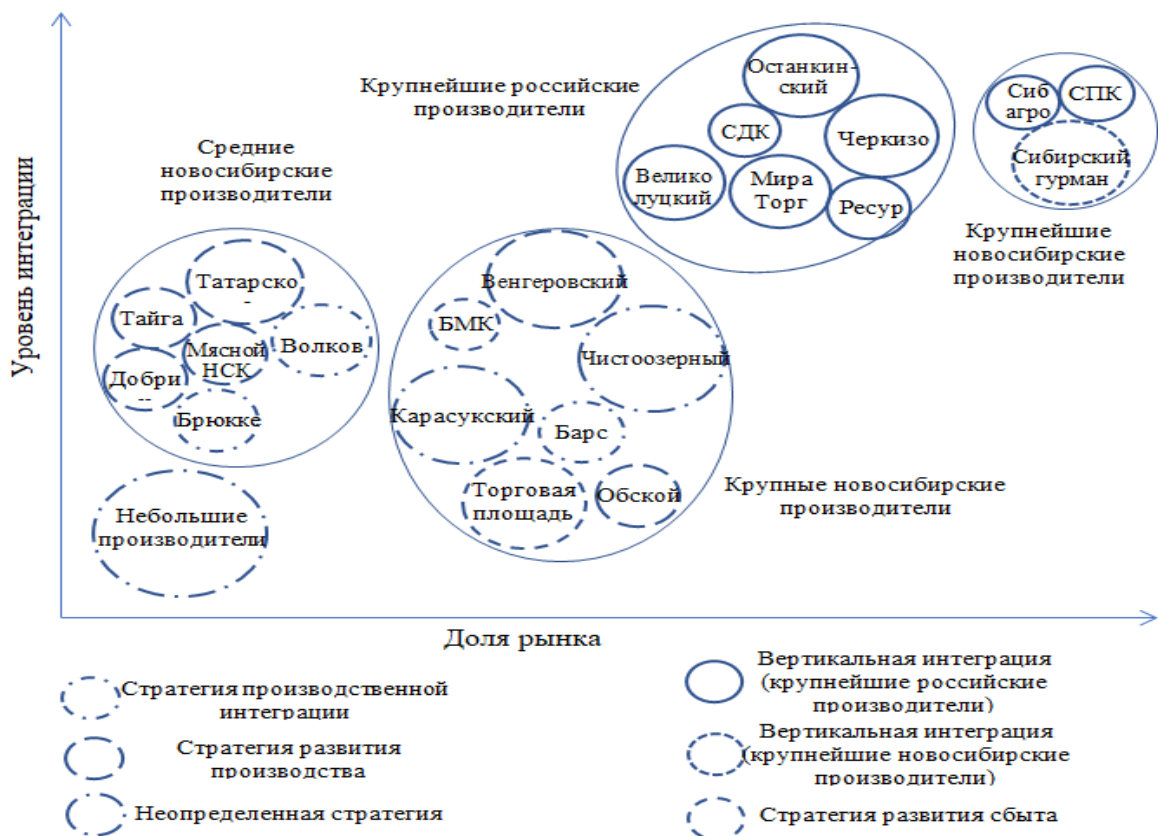 Уровень интеграции
Крупнейшие российские
производители
Останкин-
ский
СДК
Черкизо
Велико
луцкий
Мира
Торг
Ресур
Сиб
агро
СПК
Сибирский
гурман
Крупнейшие
новосибирские
производители
Средние
новосибирские
производители
Татарско
-
Тайга
Мясной
НСК
Волков
Добри
--
Брюкке
Венгеровский
БМК
Чистоозерный
Карасукский
Барс
Торговая
площадь
Обской
Крупные новосибирские
производители
Небольшие
производители
Доля рынка
Стратегия производственной
интеграции
Стратегия развития
производства
Неопределенная стратегия
Вертикальная интеграция
(крупнейшие российские
производители)
Вертикальная интеграция
(крупнейшие новосибирские
производители)
Стратегия развития сбыта